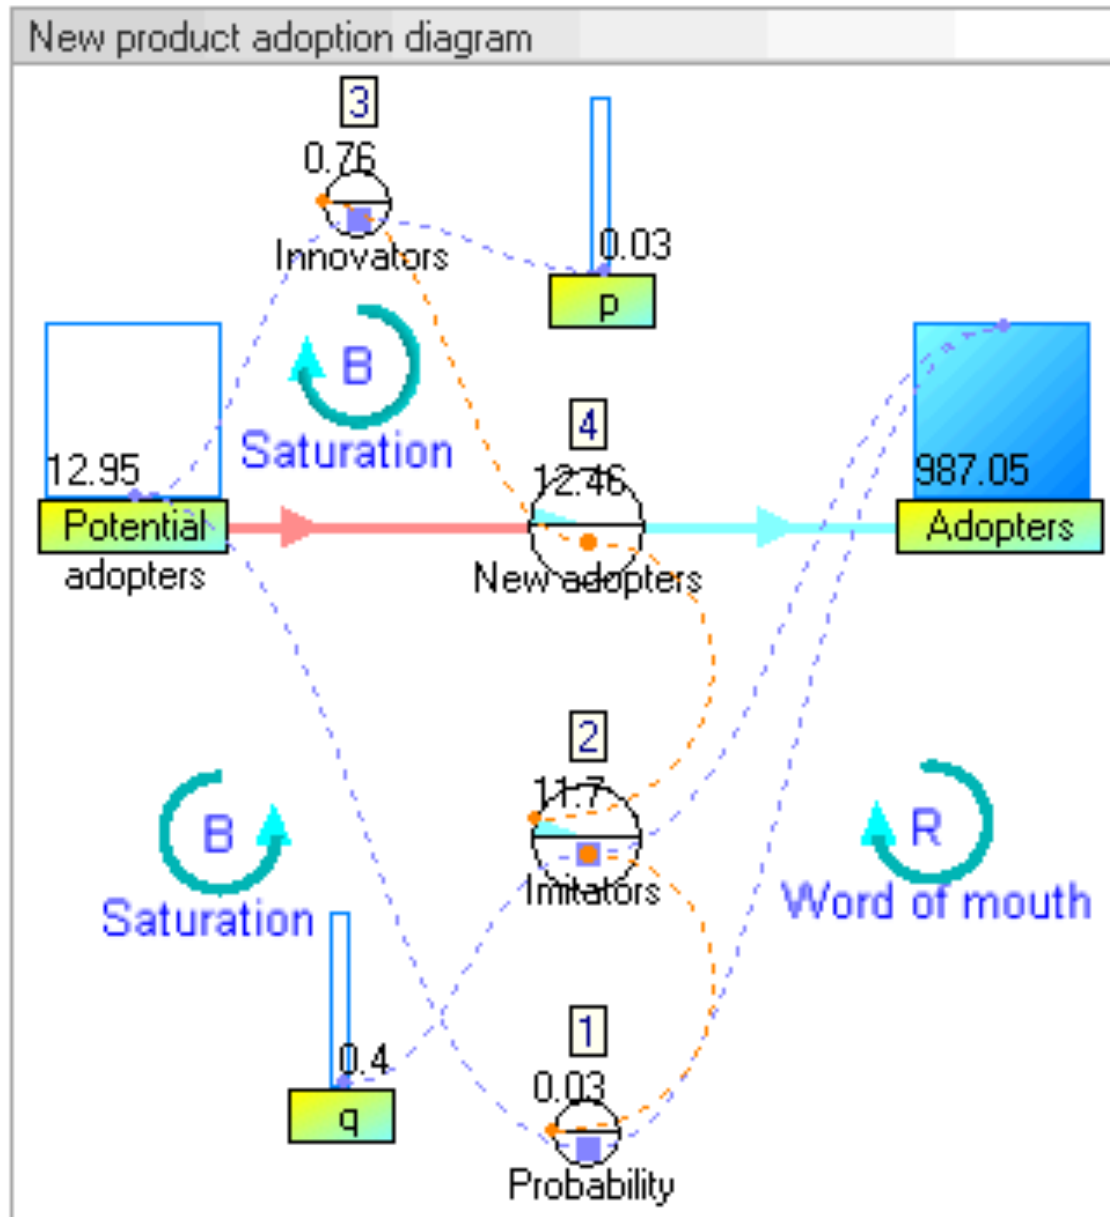 New product adoption diagram
3
0.76
Innovators
0.03
p
B
Saturation
4
12.95
12.46
987.05
Potential
adopters
New adopters
Adopters
2
11.7
Imitators
B
Saturation
R
Word of mouth
1
0.4
q
0.03
Probability